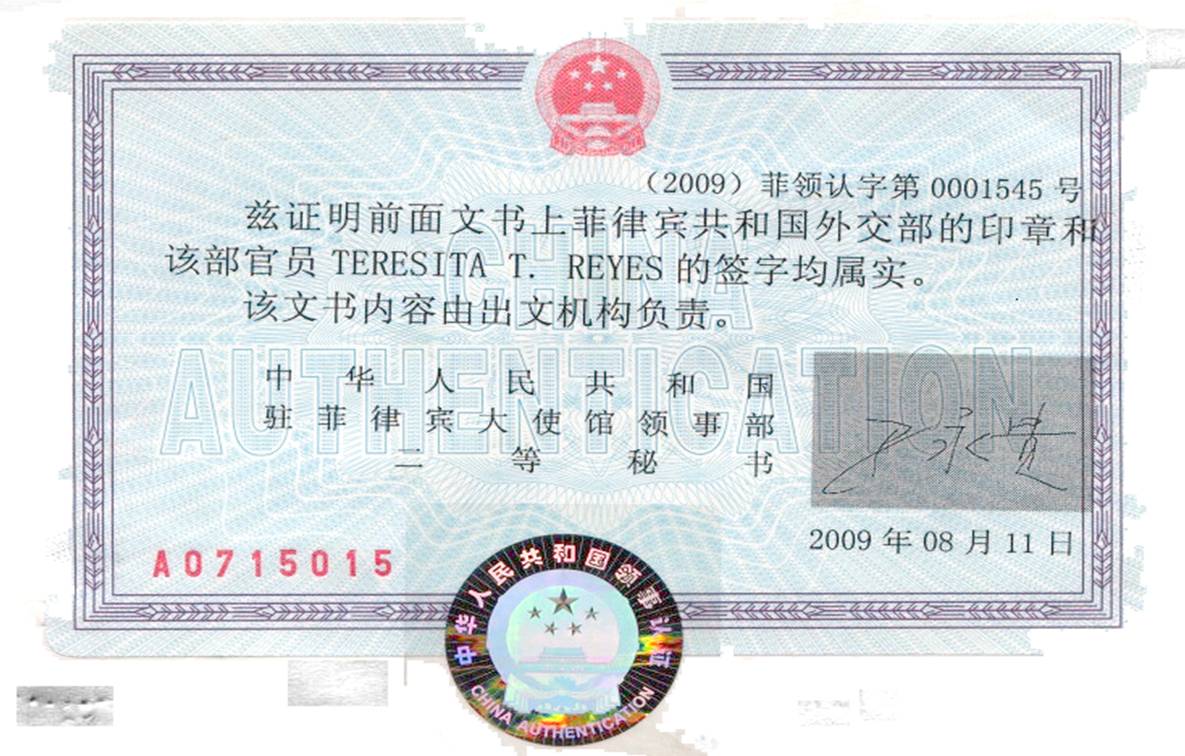 （2009）菲领认字第 0001545 号
兹证明前面文书上菲律宾共和国外交部的印章和
该部官员 TERESITA T. REYES 的签字均属实。
该文书内容由出文机构负责。
CHINA
AUTHENTICATION
中华人民共和国
驻菲律宾大使馆领事部
二等秘书
2009 年 08 月 11 日
A0715015
中华人民共和国领事认证
CHINA AUTHENTICATION